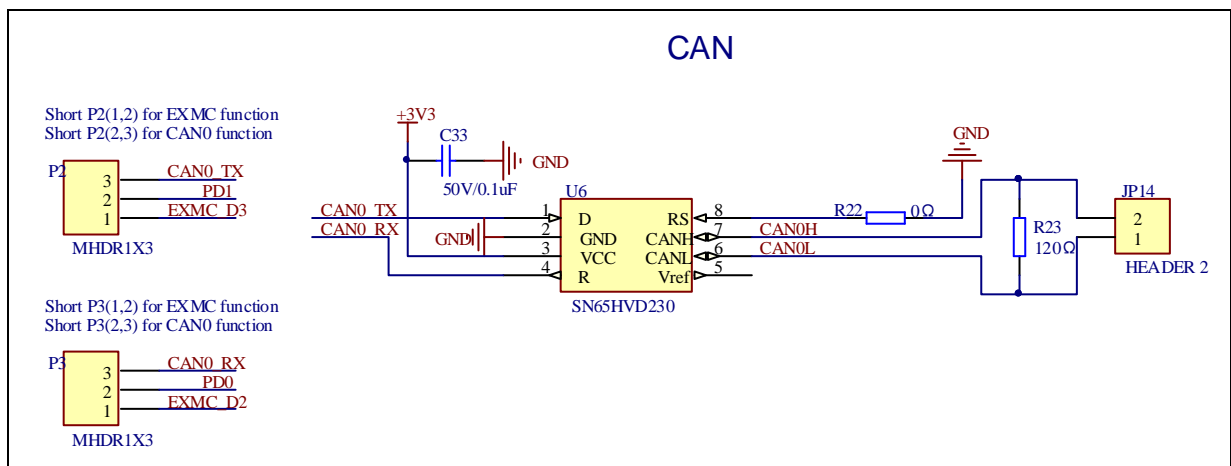 CAN
Short P2(1,2) for EXMC function
Short P2(2,3) for CAN0 function
P2
3 CAN0_TX
2 PD1
1 EXMC_D3
MHDR1X3
Short P3(1,2) for EXMC function
Short P3(2,3) for CAN0 function
P3
3 CAN0_RX
2 PD0
1 EXMC_D2
MHDR1X3
+3V3
C33
GND
50V/0.1uF
U6
CAN0_TX 1 D
GND 2 GND
3 VCC
CAN0_RX 4 R
RS 8
CANH 7 CAN0H
CANL 6 CAN0L
Vref 5
SN65HVD230
R22 0Ω
GND
R23
120Ω
JP14
2
1
HEADER 2